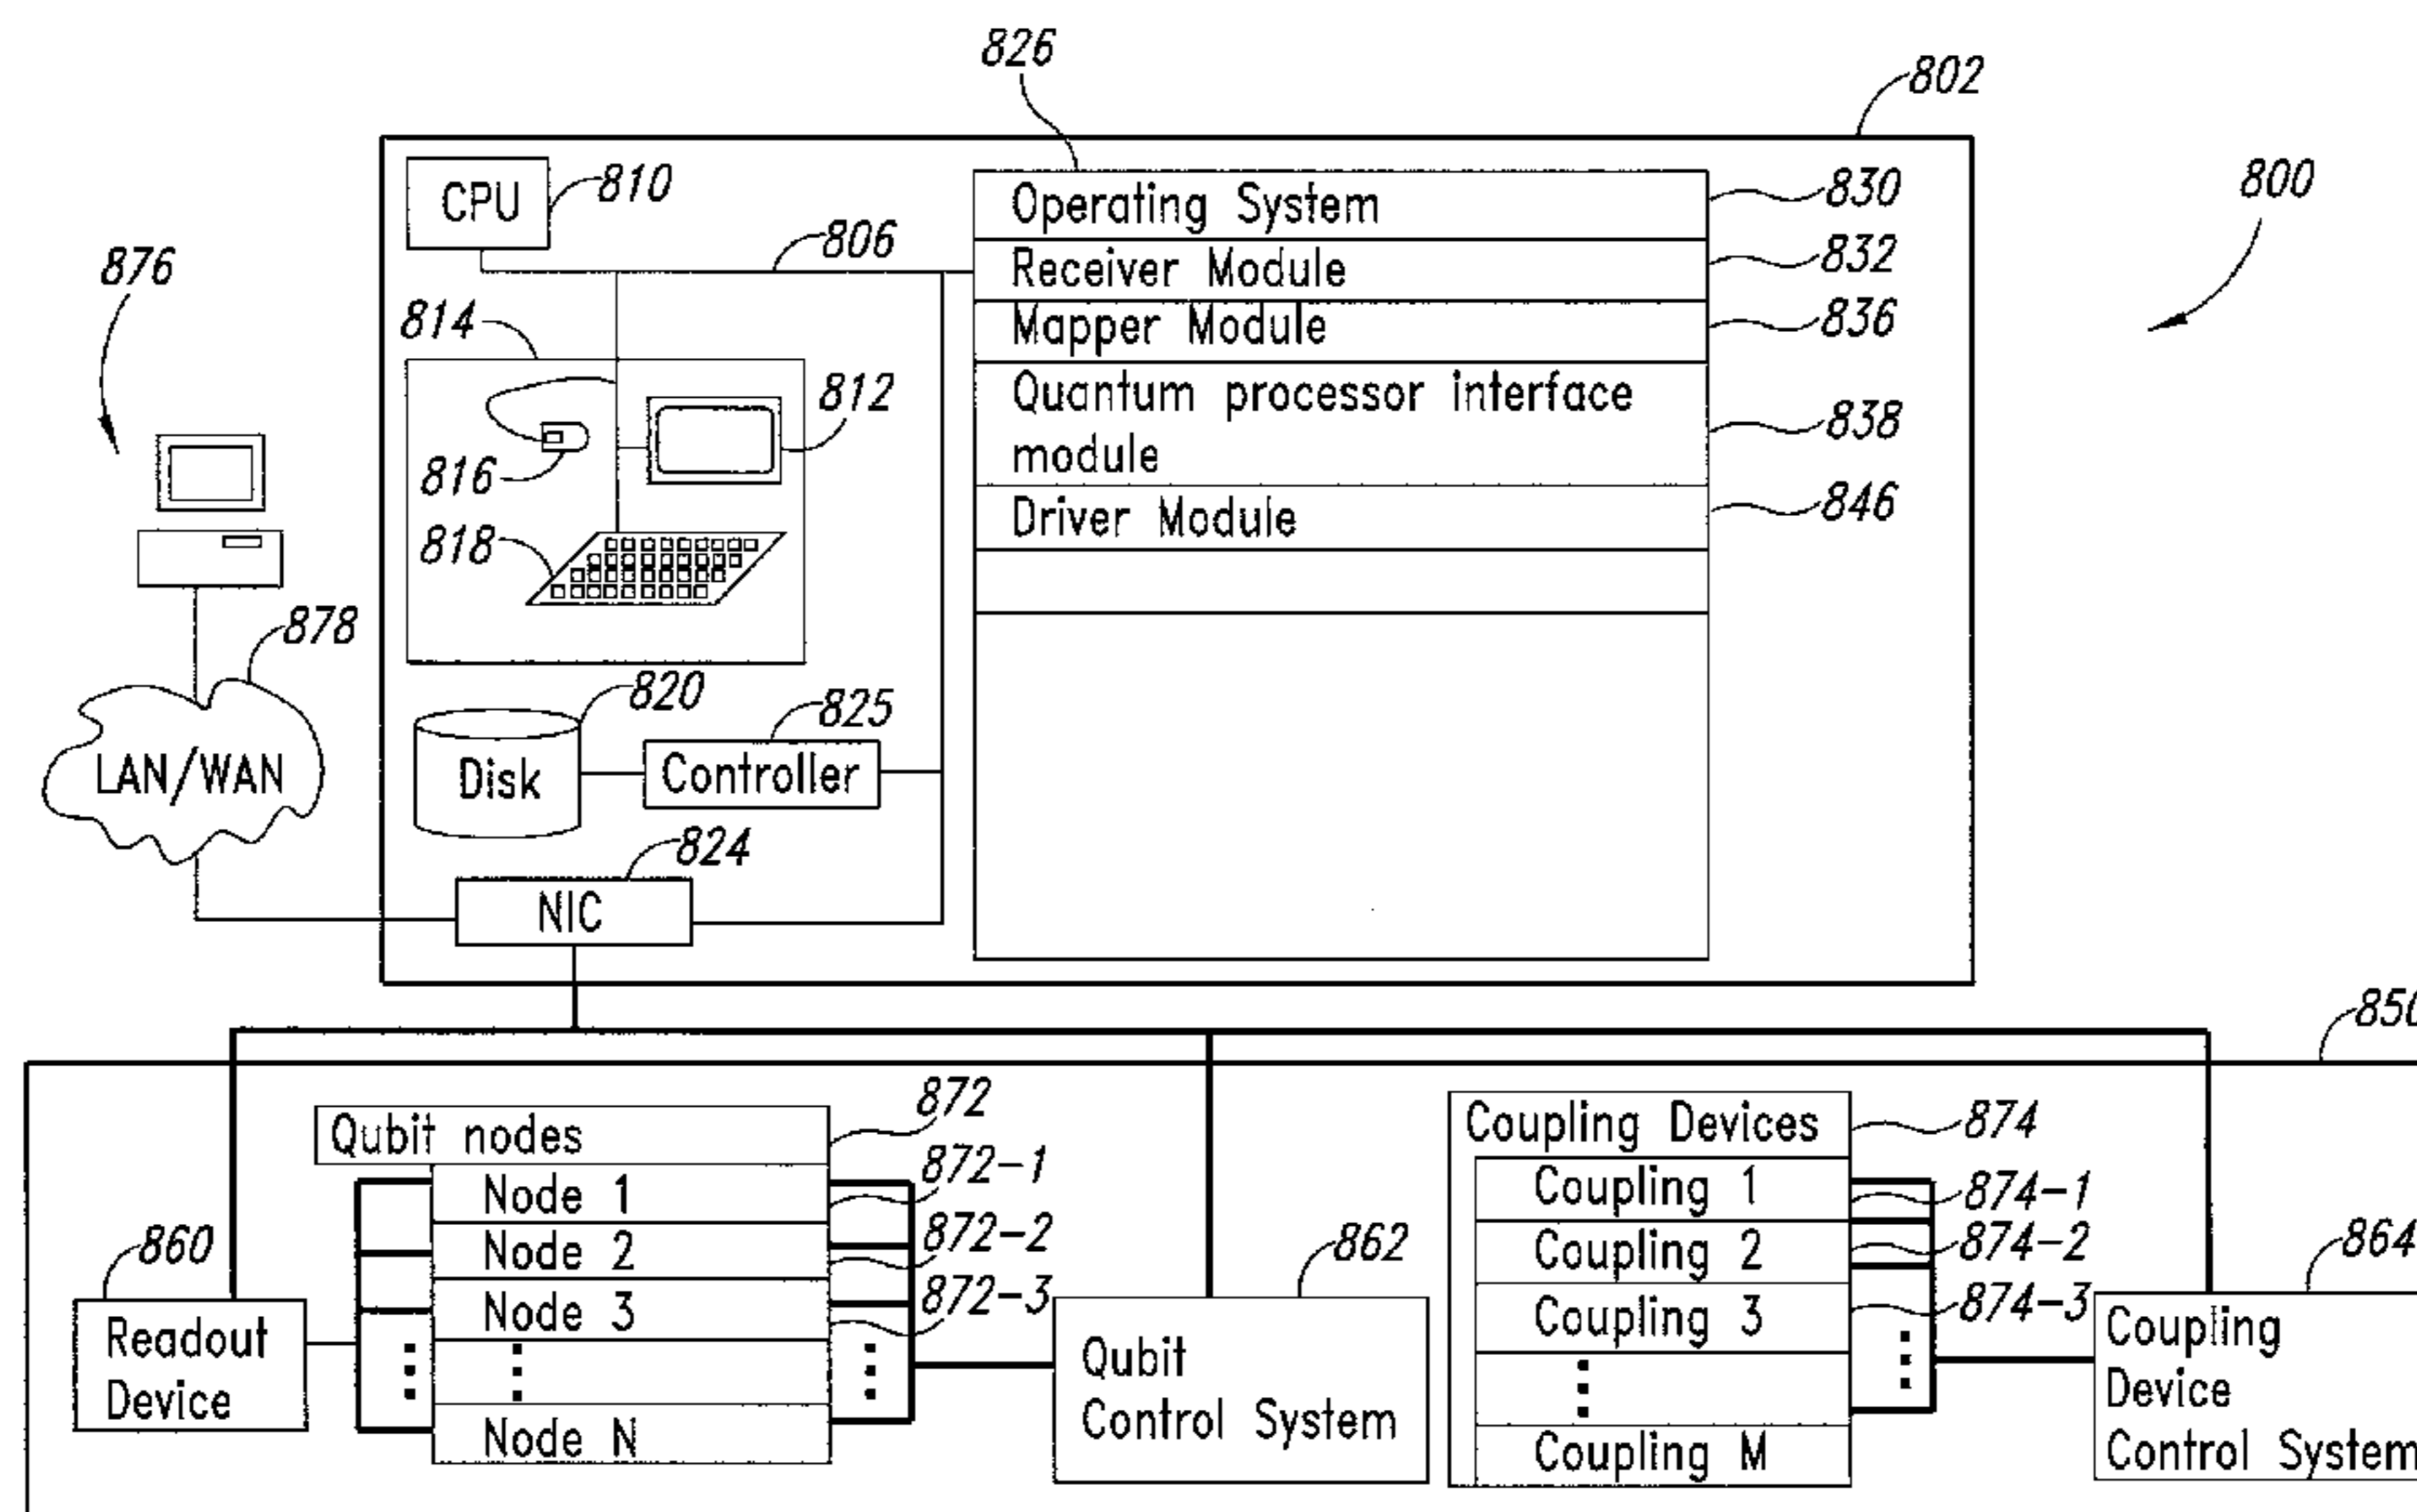 826
802
CPU
810
Operating System
830
800
806
Receiver Module
832
876
814
Mapper Module
836
812
Quantum processor interface
module
838
816
Driver Module
846
818
878
820
825
LAN/WAN
Disk
Controller
824
NIC
850
872
Qubit nodes
Coupling Devices
874
872-1
Node 1
Coupling 1
874-1
860
872-2
Node 2
862
Coupling 2
874-2
864
872-3
Node 3
Coupling 3
874-3
Readout
Device
Qubit
Control System
Coupling
Device
Control System
Node N
Coupling M